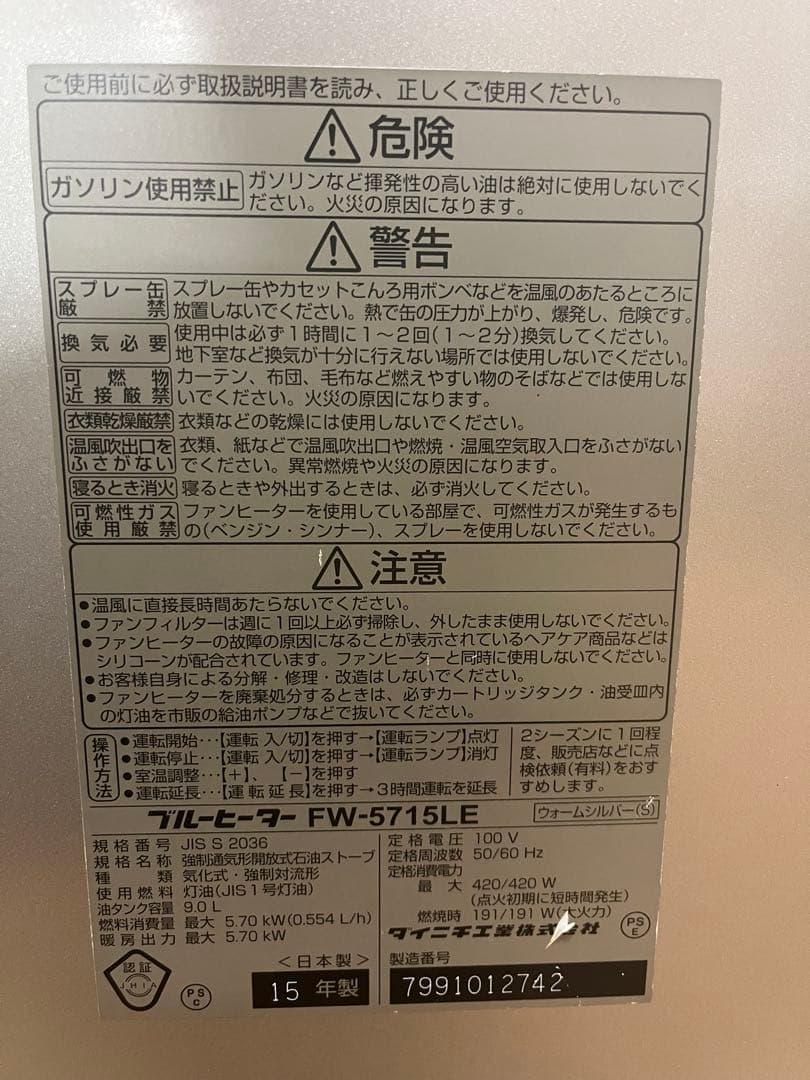 ご使用前に必ず取扱説明書を読み、正しくご使用ください。
危険
ガソリン使用禁止 ガソリンなど揮発性の高い油は絶対に使用しないでく
ださい。火災の原因になります。
警告
スプレー缶厳禁 スプレー缶やカセットこんろ用ボンベなどを温風のあたるところに
放置しないでください。熱で缶の圧力が上がり、爆発し、危険です。
換気必要 使用中は必ず1時間に1～2回(1～2分)換気してください。
地下室など換気が十分に行えない場所では使用しないでください。
可燃物近接厳禁 カーテン、布団、毛布など燃えやすい物のそばなどでは使用しな
いでください。火災の原因になります。
衣類乾燥厳禁 衣類などの乾燥には使用しないでください。
温風吹出口をふさがない 衣類、紙などで温風吹出口や燃焼・温風空気取入口をふさがない
でください。異常燃焼や火災の原因になります。
寝るとき消火 寝るときや外出するときは、必ず消火してください。
可燃性ガス使用厳禁 ファンヒーターを使用している部屋で、可燃性ガスが発生するも
の(ベンジン・シンナー)、スプレーを使用しないでください。
注意
●温風に直接長時間あたらないでください。
●ファンフィルターは週に1回以上必ず掃除し、外したまま使用しないでください。
●ファンヒーターの故障の原因になることが表示されているヘアケア商品などは
シリコーンが配合されています。ファンヒーターと同時に使用しないでください。
●お客様自身による分解・修理・改造はしないでください。
●ファンヒーターを廃棄処分するときは、必ずカートリッジタンク・油受皿内
の灯油を市販の給油ポンプなどで抜いてください。
操作方法
●運転開始…【運転 入/切】を押す→【運転ランプ】点灯
●運転停止…【運転 入/切】を押す→【運転ランプ】消灯
●室温調整…【+】、【-】を押す
●運転延長…【運転延長】を押す→3時間運転を延長
2シーズンに1回程
度、販売店などに点
検依頼(有料)をおす
すめします。
ブルーヒーター FW-5715LE ウォームシルバー(S)
規格番号 JIS S 2036
規格名称 強制通気形開放式石油ストーブ
種類 気化式・強制対流形
使用燃料 灯油(JIS1号灯油)
油タンク容量 9.0 L
燃料消費量 最大 5.70 kW(0.554 L/h)
暖房出力 最大 5.70 kW
定格電圧 100 V
定格周波数 50/60 Hz
定格消費電力
最大 420/420 W
(点火初期に短時間発生)
燃焼時 191/191 W(大火力)
ダイニチ工業株式会社
PS E
認証
JHIA
PS C
<日本製>
15 年製
製造番号
7991012742